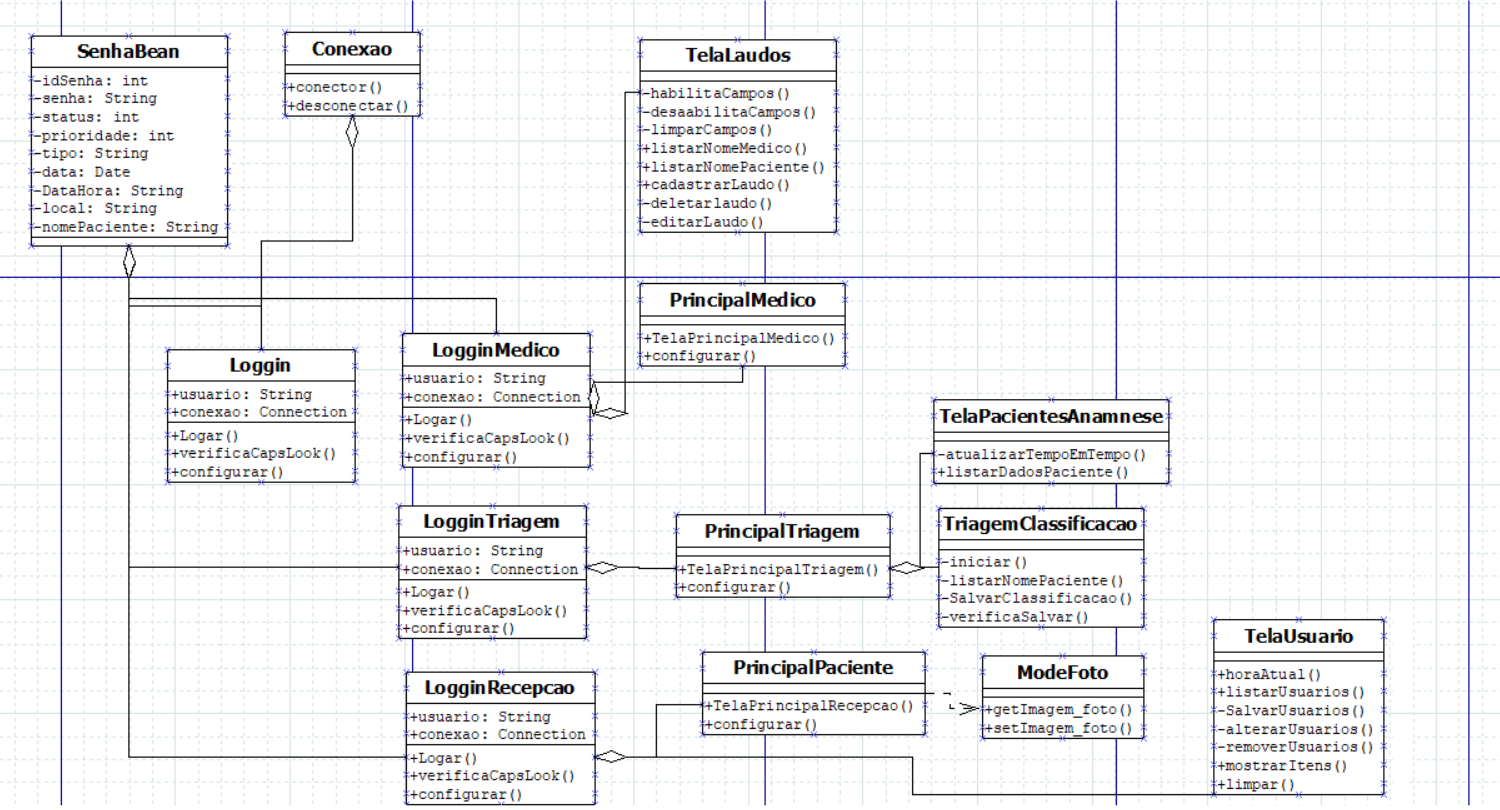 SenhaBean
-idSenha: int
-senha: String
-status: int
-prioridade: int
-tipo: String
-data: Date
-DataHora: String
-local: String
-nomePaciente: String
Conexao
+conector()
+desconectar()
TelaLaudos
-habilitaCampos()
-desaabilitaCampos()
-limparCampos()
+listarNomeMedico()
+listarNomePaciente()
+cadastrarLaudo()
-deletarlaudo()
-editarLaudo()
PrincipalMedico
+TelaPrincipalMedico()
+configurar()
Loggin
+usuario: String
+conexao: Connection
+Logar()
+verificaCapsLook()
+configurar()
LogginMedico
+usuario: String
+conexao: Connection
+Logar()
+verificaCapsLook()
+configurar()
TelaPacientesAnamnese
-atualizarTempoEmTempo()
+listarDadosPaciente()
LogginTriagem
+usuario: String
+conexao: Connection
+Logar()
+verificaCapsLook()
+configurar()
PrincipalTriagem
+TelaPrincipalTriagem()
+configurar()
TriagemClassificacao
-iniciar()
-listarNomePaciente()
-SalvarClassificacao()
-verificaSalvar()
LogginRecepcao
+usuario: String
+conexao: Connection
+Logar()
+verificaCapsLook()
+configurar()
PrincipalPaciente
+TelaPrincipalRecepcao()
+configurar()
ModeFoto
+getImagem_foto()
+setImagem_foto()
TelaUsuario
+horaAtual()
+listarUsuarios()
-SalvarUsuarios()
-alterarUsuarios()
-removerUsuarios()
+mostrarItens()
+limpar()